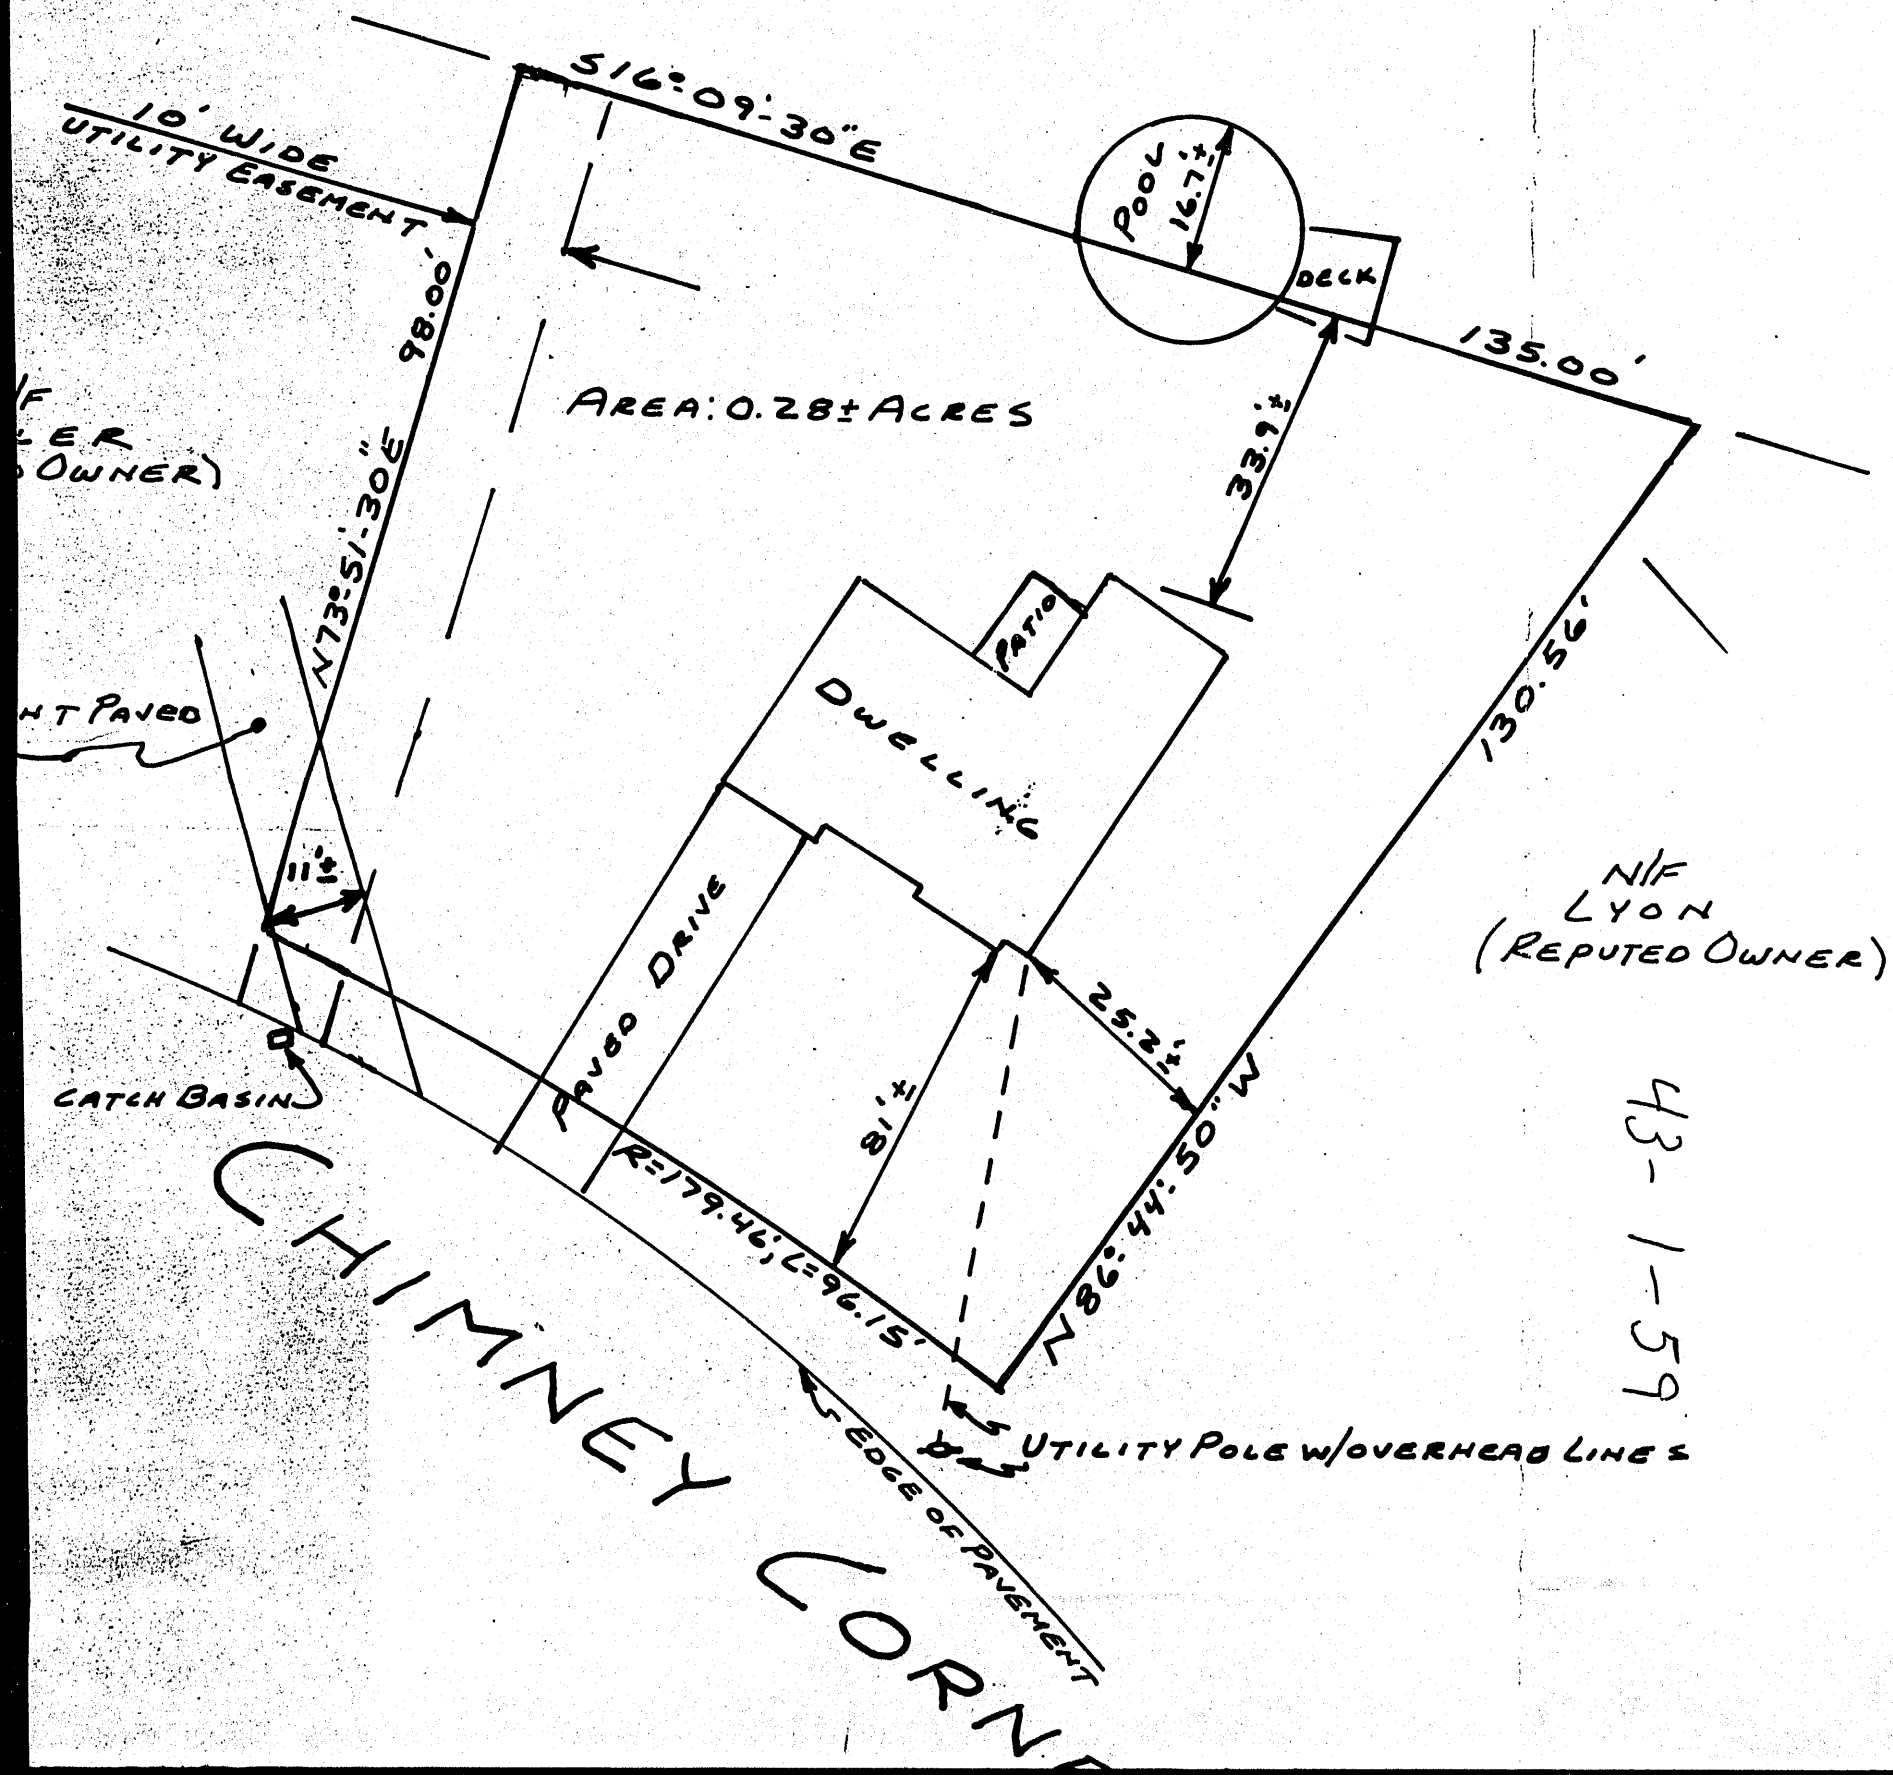 S16°-09'-30"E
10' WIDE
UTILITY EASEMENT
POOL
16.7'±
DECK
98.00'
135.00'
/F
LER
OWNER)
AREA: 0.28± ACRES
33.9'±
N73°-51'-30"E
PATIO
130.56'
NT PAVED
DWELLING
11'±
PAVED DRIVE
N/F
LYON
(REPUTED OWNER)
25.2±'
81'±
CATCH BASIN
N86°-44'-50"W
43-1-59
R=179.46'; L=96.15'
CHIMNEY CORN
EDGE OF PAVEMENT
UTILITY POLE W/OVERHEAD LINES